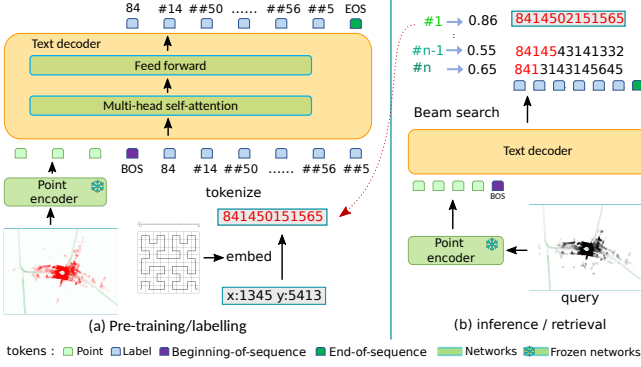 84 #14 ##50 ...... ##56 ##5 EOS
Text decoder
Feed forward
Multi-head self-attention
BOS 84 #14 ##50 ...... ##56 ##5
Point
encoder
tokenize
841450151565
embed
x:1345 y:5413
(a) Pre-training/labelling
#1 0.86 8414502151565
:
#n-1 0.55 8414543141332
#n 0.65 8413143145645
Beam search
Text decoder
BOS
Point
encoder
query
(b) inference / retrieval
tokens : Point Label Beginning-of-sequence End-of-sequence Networks Frozen networks